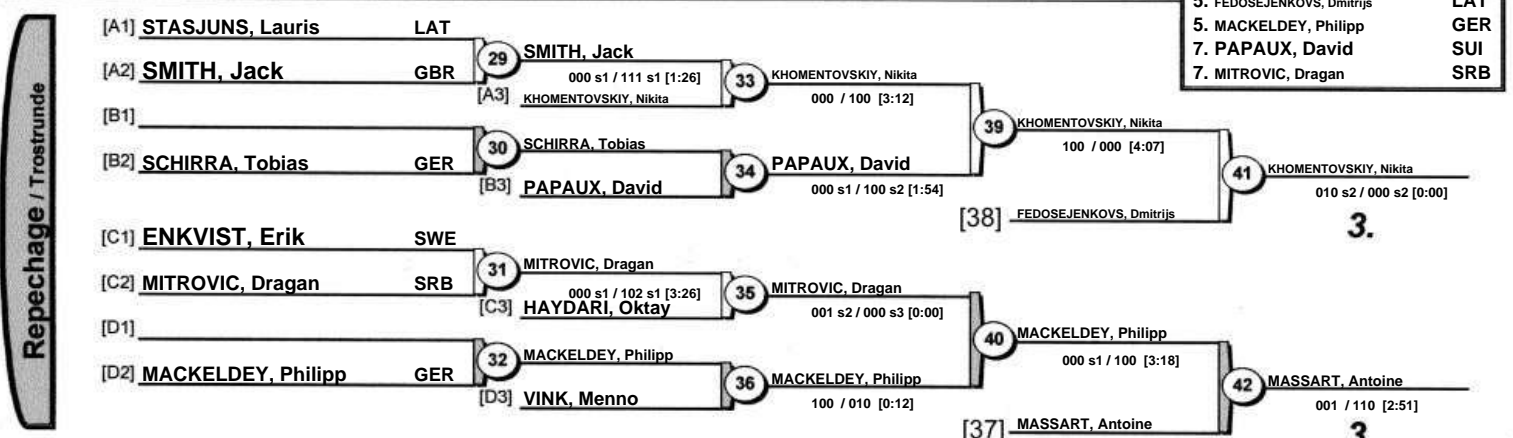 5. FEDOSEJENKOVS, Dmitrijs LAT
5. MACKELDEY, Philipp GER
7. PAPAUX, David SUI
7. MITROVIC, Dragan SRB
Repechage / Trostrunde
[A1] STASJUNS, Lauris LAT
29 SMITH, Jack
[A2] SMITH, Jack GBR
000 s1 / 111 s1 [1:26]
33 KHOMENTOVSKIY, Nikita
[A3] KHOMENTOVSKIY, Nikita
000 / 100 [3:12]
[B1]
39 KHOMENTOVSKIY, Nikita
30 SCHIRRA, Tobias
100 / 000 [4:07]
[B2] SCHIRRA, Tobias GER
34 PAPAUX, David
41 KHOMENTOVSKIY, Nikita
[B3] PAPAUX, David
000 s1 / 100 s2 [1:54]
010 s2 / 000 s2 [0:00]
[38] FEDOSEJENKOVS, Dmitrijs
3.
[C1] ENKVIST, Erik SWE
31 MITROVIC, Dragan
[C2] MITROVIC, Dragan SRB
000 s1 / 102 s1 [3:26]
35 MITROVIC, Dragan
[C3] HAYDARI, Oktay
001 s2 / 000 s3 [0:00]
[D1]
40 MACKELDEY, Philipp
32 MACKELDEY, Philipp
000 s1 / 100 [3:18]
[D2] MACKELDEY, Philipp GER
36 MACKELDEY, Philipp
42 MASSART, Antoine
[D3] VINK, Menno
100 / 010 [0:12]
001 / 110 [2:51]
[37] MASSART, Antoine
3.